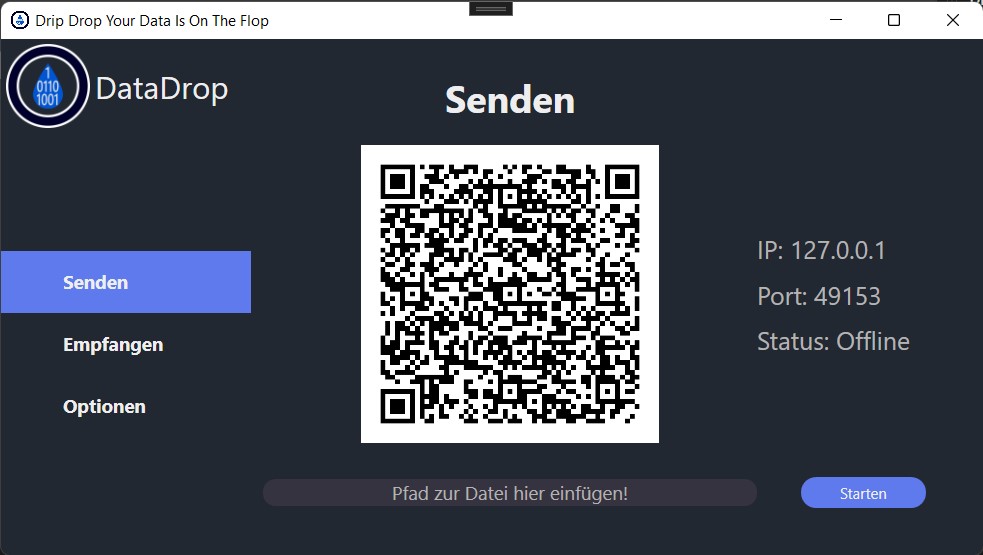 Drip Drop Your Data Is On The Flop
1
0110
1001
DataDrop
Senden
Senden
Empfangen
Optionen
IP: 127.0.0.1
Port: 49153
Status: Offline
Pfad zur Datei hier einfügen!
Starten